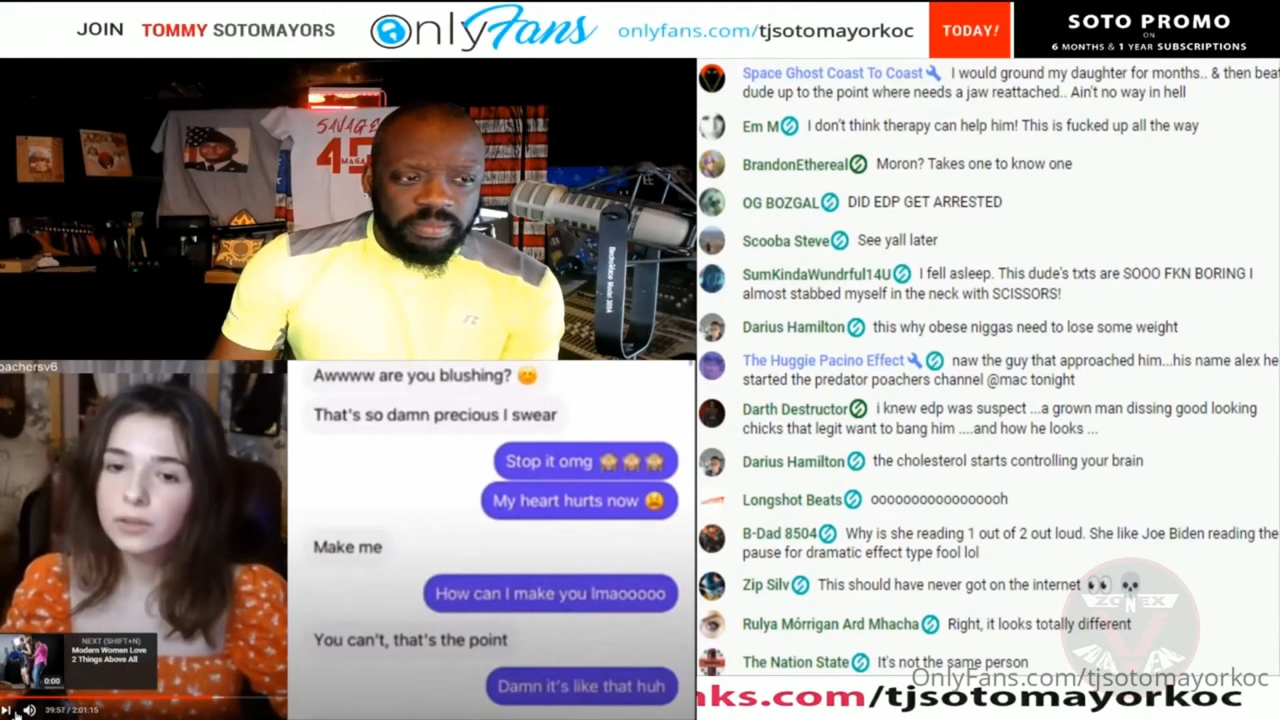 JOIN TOMMY SOTOMAYORS
OnlyFans
onlyfans.com/tjsotomayorkoc
TODAY!
SOTO PROMO
ON
6 MONTHS & 1 YEAR SUBSCRIPTIONS
SAVAGE
45
MAGA
oachersv6
Awwww are you blushing? 😊
That's so damn precious I swear
Stop it omg 🙈🙈🙈
My heart hurts now 😫
Make me
How can I make you lmaooooo
You can't, that's the point
Damn it's like that huh
NEXT (SHIFT+N)
Modern Women Love
2 Things Above All
0:00
39:57 / 2:01:15
Space Ghost Coast To Coast I would ground my daughter for months.. & then beat
dude up to the point where needs a jaw reattached.. Ain't no way in hell
Em M I don't think therapy can help him! This is fucked up all the way
BrandonEthereal Moron? Takes one to know one
OG BOZGAL DID EDP GET ARRESTED
Scooba Steve See yall later
SumKindaWundrful14U I fell asleep. This dude's txts are SOOO FKN BORING I
almost stabbed myself in the neck with SCISSORS!
Darius Hamilton this why obese niggas need to lose some weight
The Huggie Pacino Effect naw the guy that approached him...his name alex he
started the predator poachers channel @mac tonight
Darth Destructor i knew edp was suspect ...a grown man dissing good looking
chicks that legit want to bang him ....and how he looks ...
Darius Hamilton the cholesterol starts controlling your brain
Longshot Beats oooooooooooooooooh
B-Dad 8504 Why is she reading 1 out of 2 out loud. She like Joe Biden reading the
pause for dramatic effect type fool lol
Zip Silv This should have never got on the internet 👀💀
Rulya Mórrigan Ard Mhacha Right, it looks totally different
The Nation State It's not the same person
OnlyFans.com/tjsotomayorkoc
nks.com/tjsotomayorkoc